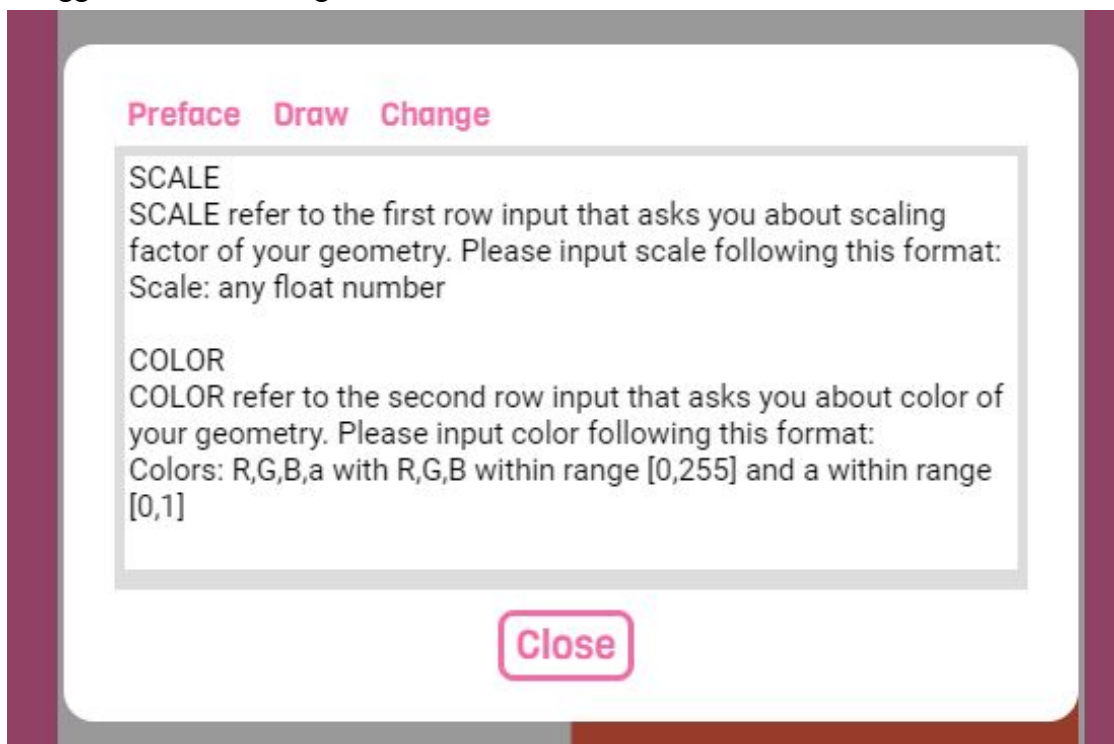 Preface Draw Change
SCALE
SCALE refer to the first row input that asks you about scaling
factor of your geometry. Please input scale following this format:
Scale: any float number
COLOR
COLOR refer to the second row input that asks you about color of
your geometry. Please input color following this format:
Colors: R,G,B,a with R,G,B within range [0,255] and a within range
[0,1]
Close